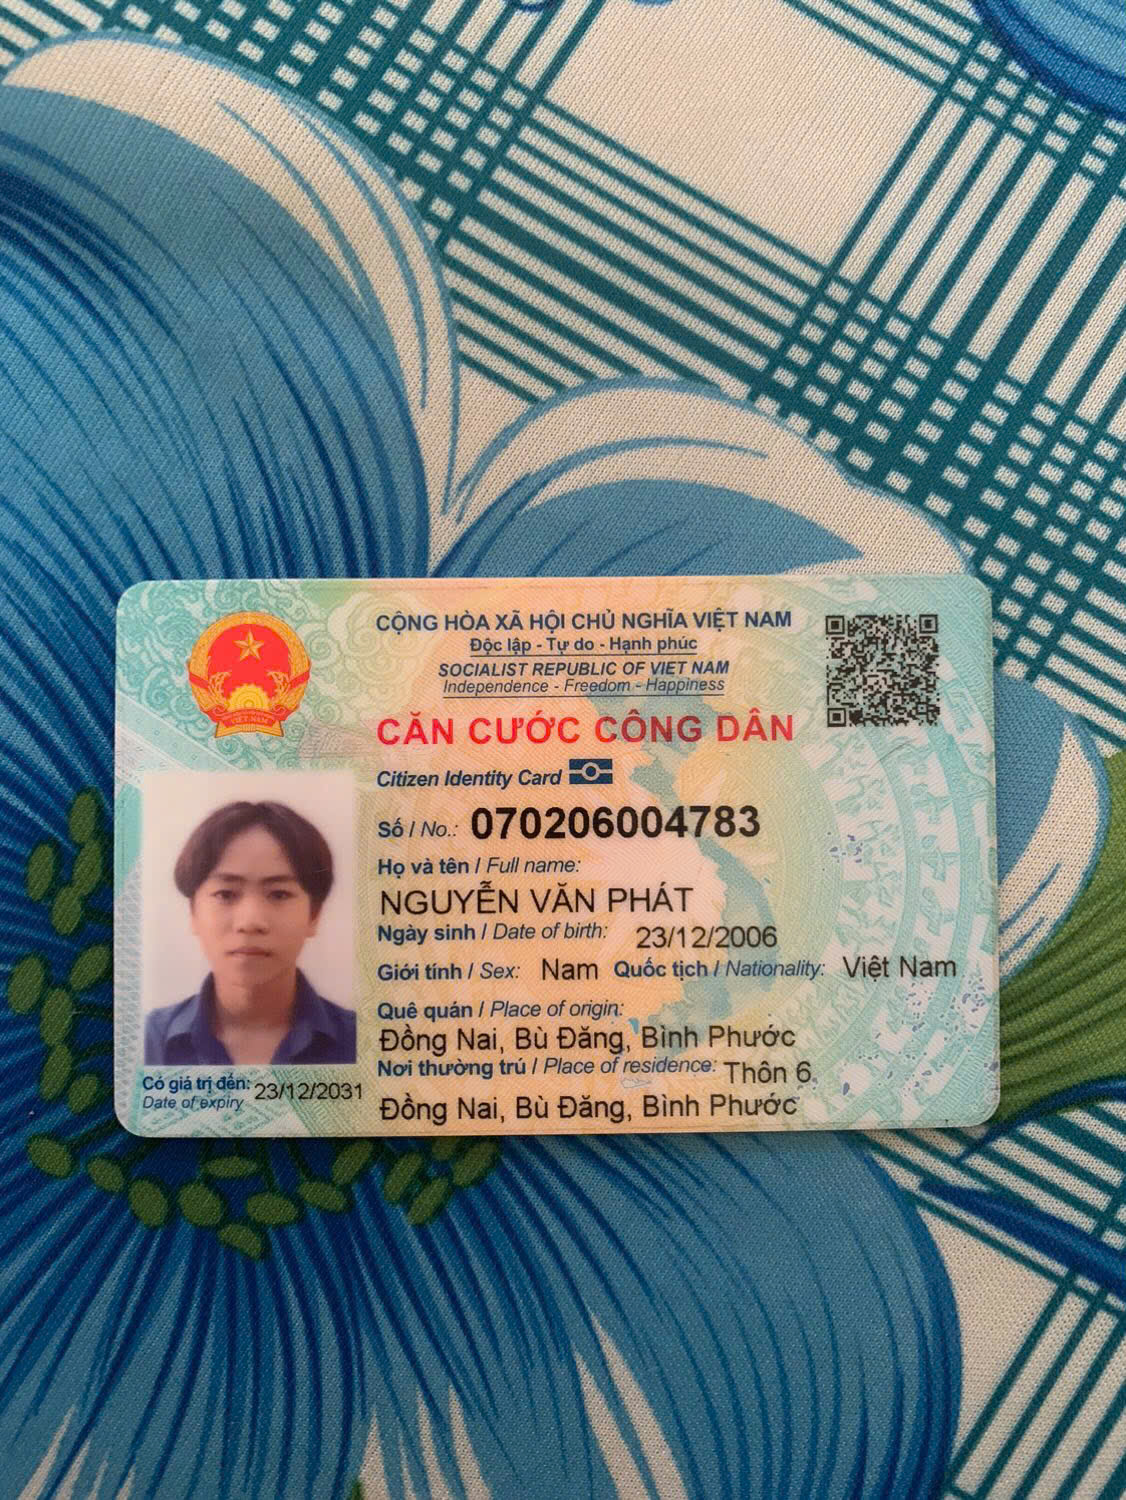 CỘNG HÒA XÃ HỘI CHỦ NGHĨA VIỆT NAM
Độc lập - Tự do - Hạnh phúc
SOCIALIST REPUBLIC OF VIET NAM
Independence - Freedom - Happiness
CĂN CƯỚC CÔNG DÂN
Citizen Identity Card
Số / No.: 070206004783
Họ và tên / Full name:
NGUYỄN VĂN PHÁT
Ngày sinh / Date of birth: 23/12/2006
Giới tính / Sex: Nam Quốc tịch / Nationality: Việt Nam
Quê quán / Place of origin:
Đồng Nai, Bù Đăng, Bình Phước
Nơi thường trú / Place of residence: Thôn 6,
Đồng Nai, Bù Đăng, Bình Phước
Có giá trị đến: 23/12/2031
Date of expiry
VIỆT NAM